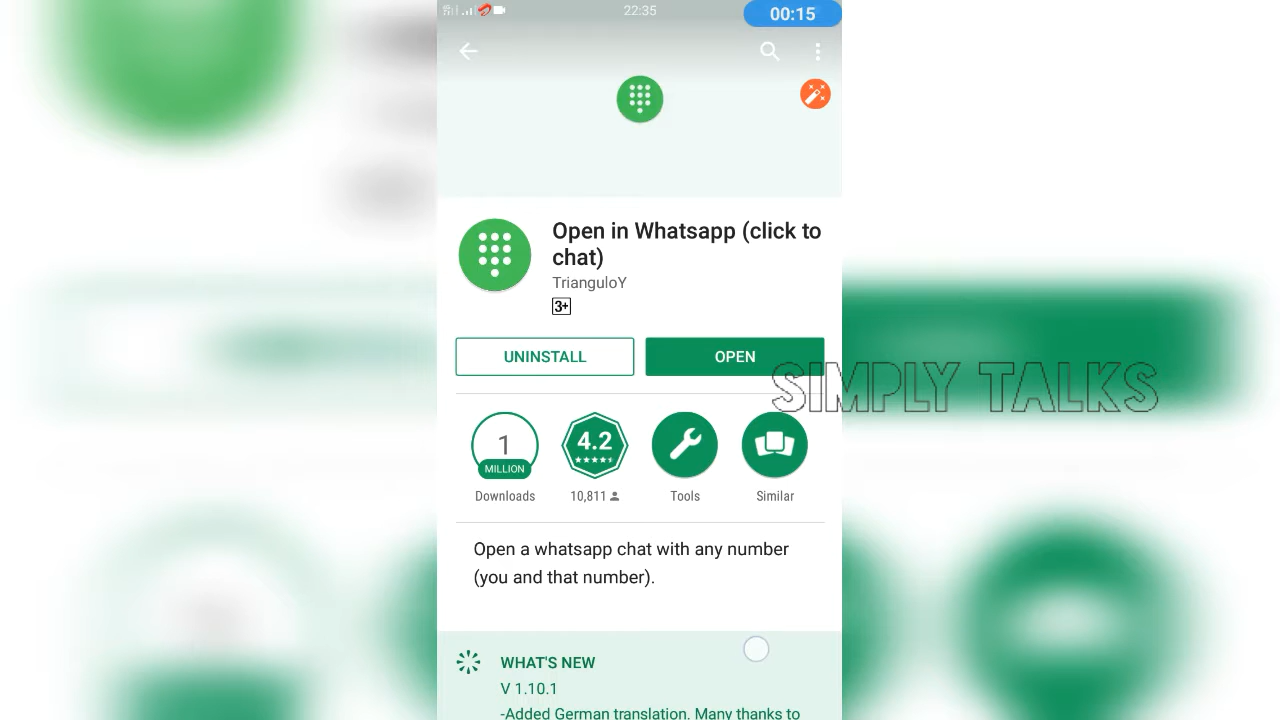 22:35
00:15
Open in Whatsapp (click to
chat)
TrianguloY
3+
UNINSTALL
OPEN
SIMPLY TALKS
1
MILLION
4.2
Downloads
10,811
Tools
Similar
Open a whatsapp chat with any number
(you and that number).
WHAT'S NEW
V 1.10.1
-Added German translation. Many thanks to